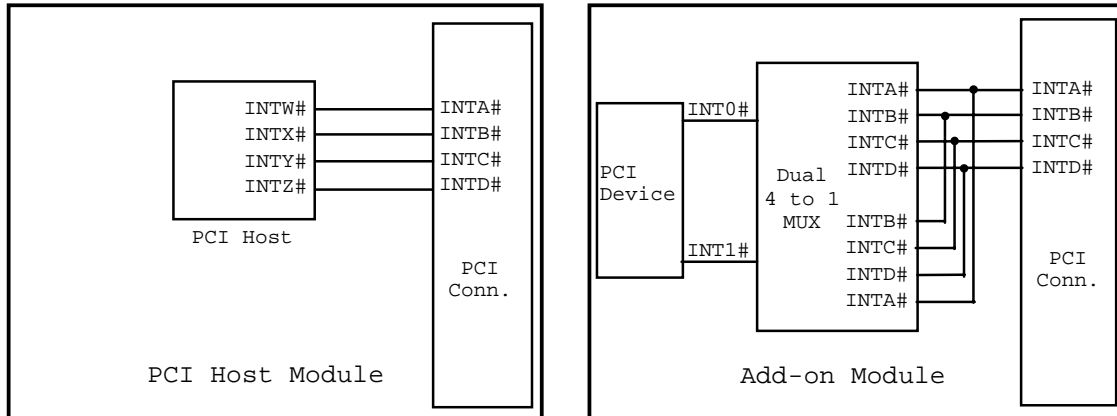 INTW#
INTX#
INTY#
INTZ#
PCI Host
INTA#
INTB#
INTC#
INTD#
PCI
Conn.
PCI Host Module
PCI
Device
INT0#
INT1#
Dual
4 to 1
MUX
INTA#
INTB#
INTC#
INTD#
INTB#
INTC#
INTD#
INTA#
INTA#
INTB#
INTC#
INTD#
PCI
Conn.
Add-on Module